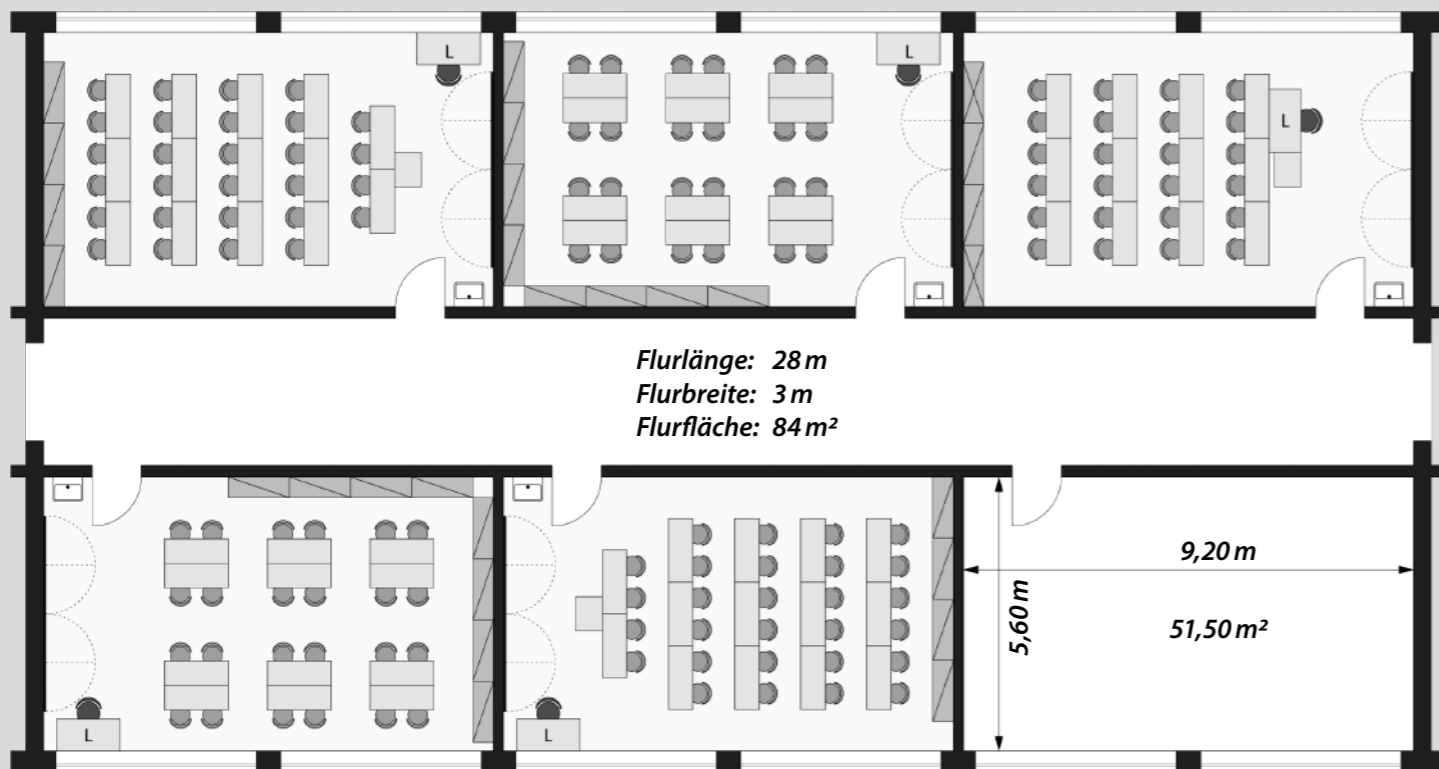 L
L
L
Flurlänge: 28 m
Flurbreite: 3 m
Flurfläche: 84 m²
9,20 m
5,60 m
51,50 m²
L
L